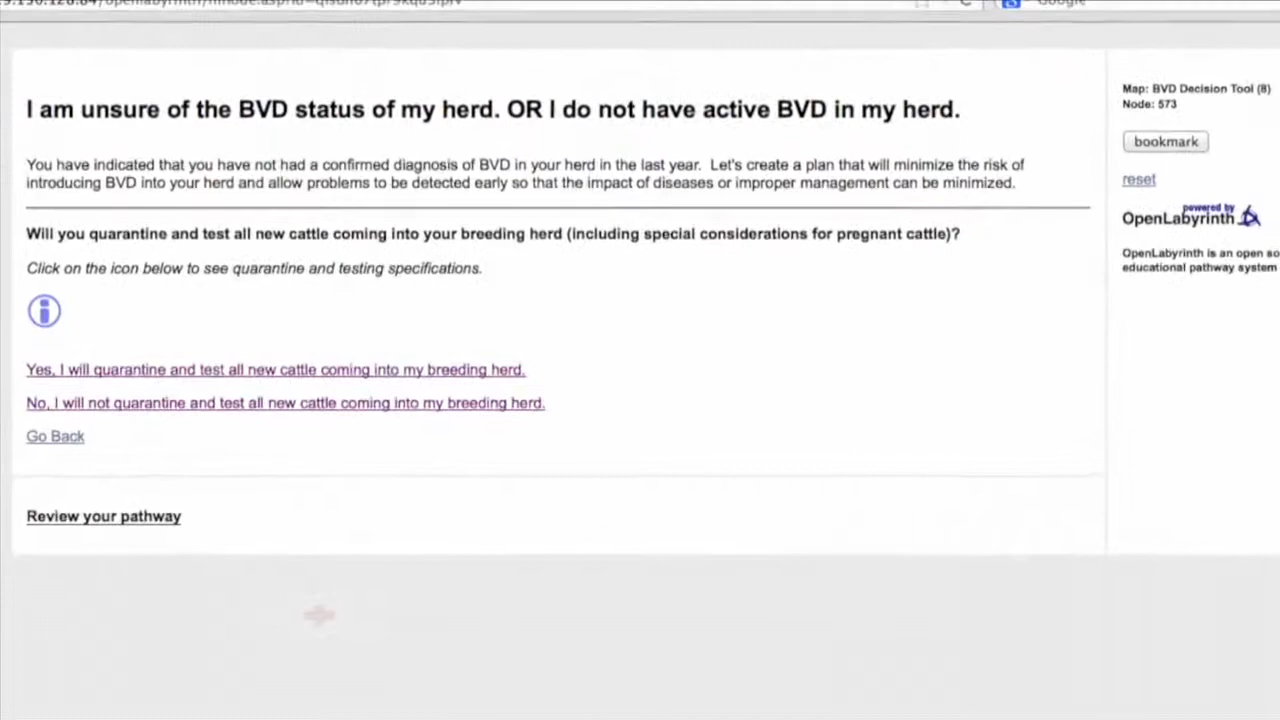 I am unsure of the BVD status of my herd. OR I do not have active BVD in my herd.
You have indicated that you have not had a confirmed diagnosis of BVD in your herd in the last year. Let's create a plan that will minimize the risk of
introducing BVD into your herd and allow problems to be detected early so that the impact of diseases or improper management can be minimized.
Will you quarantine and test all new cattle coming into your breeding herd (including special considerations for pregnant cattle)?
Click on the icon below to see quarantine and testing specifications.
Yes, I will quarantine and test all new cattle coming into my breeding herd.
No, I will not quarantine and test all new cattle coming into my breeding herd.
Go Back
Review your pathway
Map: BVD Decision Tool (8)
Node: 573
bookmark
reset
powered by
OpenLabyrinth
OpenLabyrinth is an open so
educational pathway system